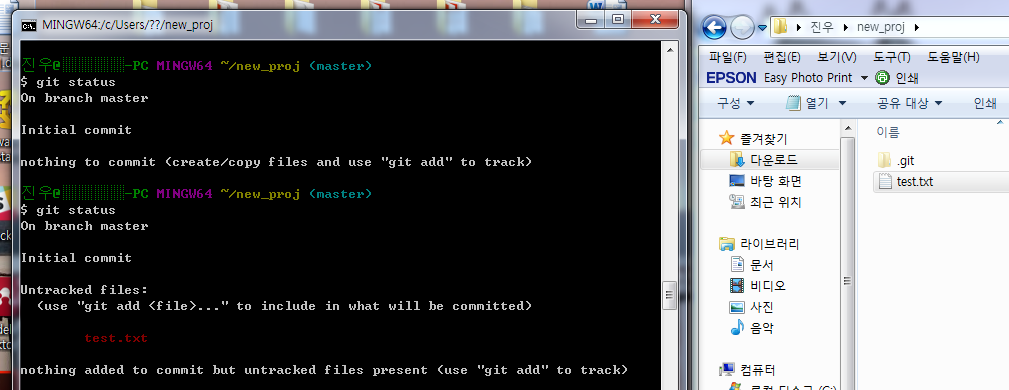 MINGW64:/c/Users/??/new_proj
진우@-PC MINGW64 ~/new_proj (master)
$ git status
On branch master
Initial commit
nothing to commit (create/copy files and use "git add" to track)
진우@-PC MINGW64 ~/new_proj (master)
$ git status
On branch master
Initial commit
Untracked files:
(use "git add <file>..." to include in what will be committed)
test.txt
nothing added to commit but untracked files present (use "git add" to track)
진우 new_proj
파일(F) 편집(E) 보기(V) 도구(T) 도움말(H)
EPSON Easy Photo Print 인쇄
구성 열기 공유 대상 인쇄
즐겨찾기
다운로드
바탕 화면
최근 위치
라이브러리
문서
비디오
사진
음악
컴퓨터
이름
.git
test.txt